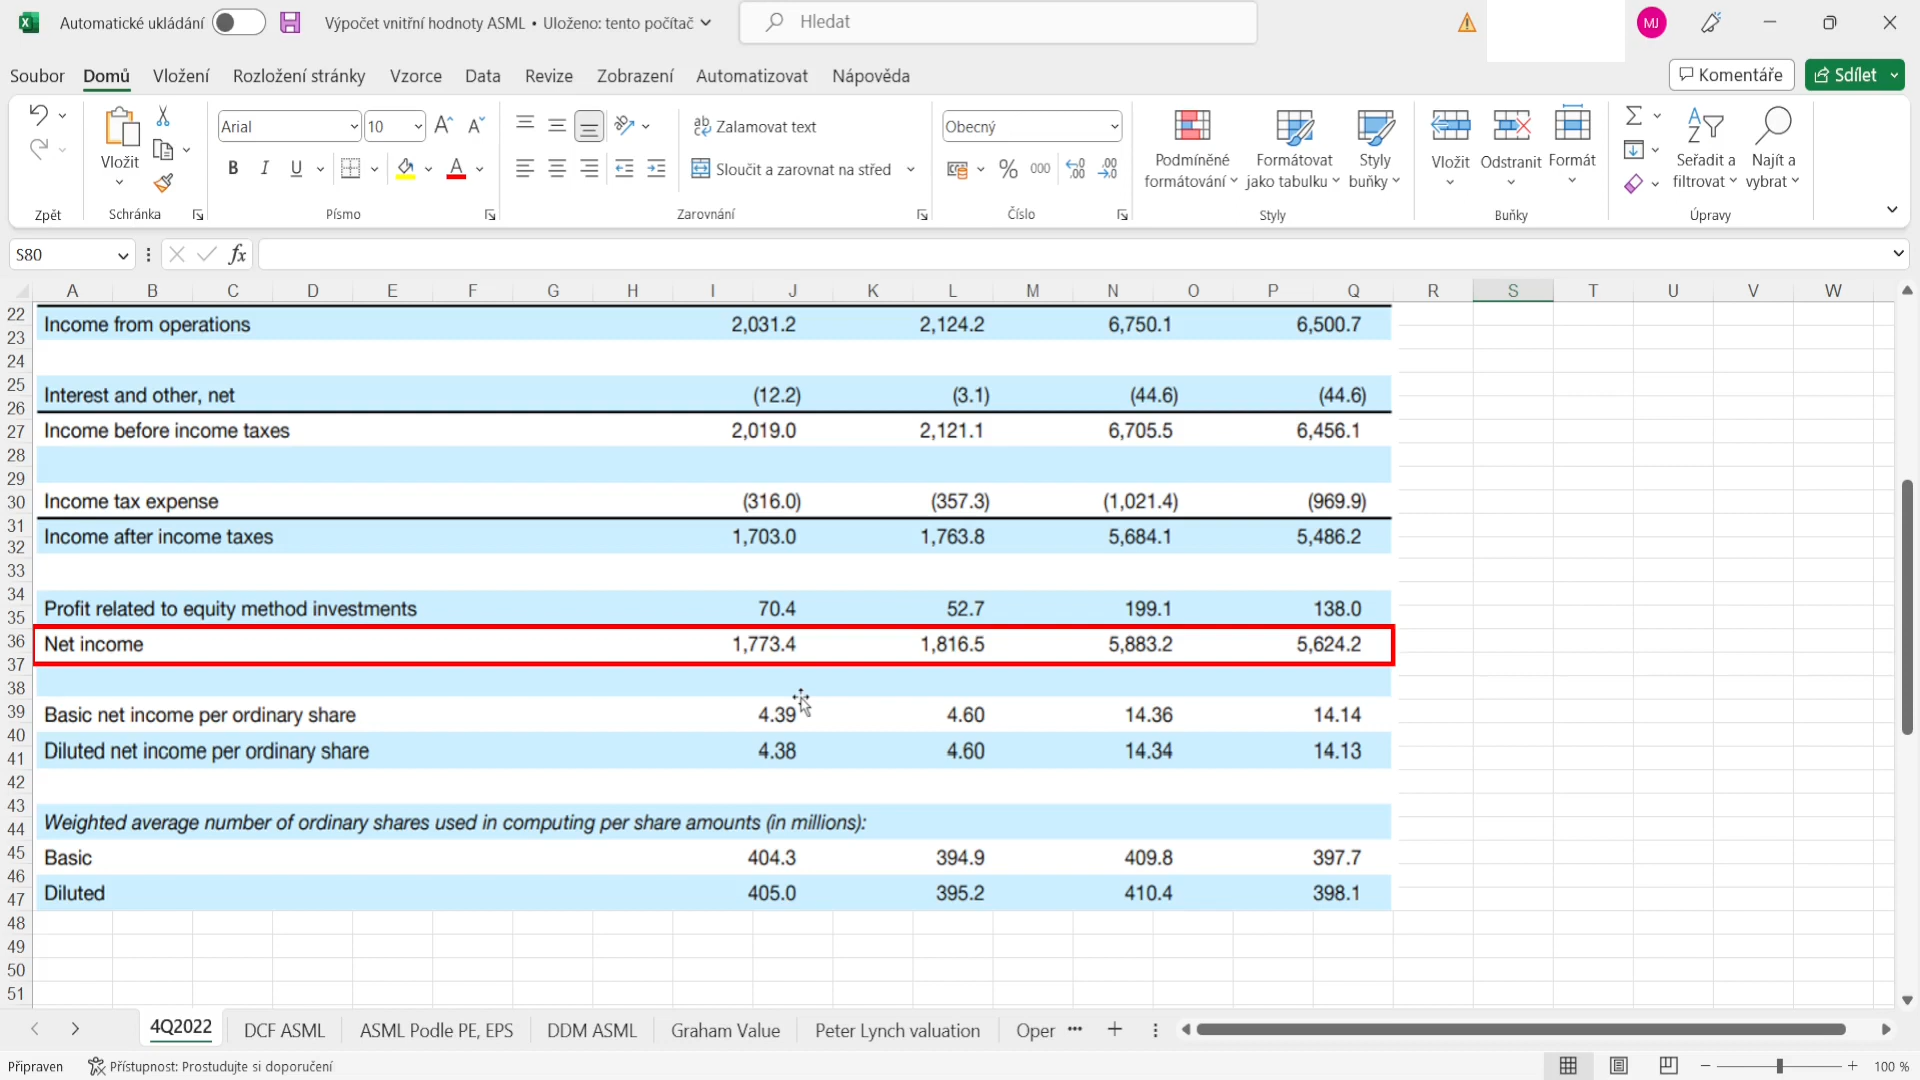 Automatické ukládání Výpočet vnitřní hodnoty ASML • Uloženo: tento počítač Hledat MJ
Soubor Domů Vložení Rozložení stránky Vzorce Data Revize Zobrazení Automatizovat Nápověda Komentáře Sdílet
Arial 10 Zalamovat text Obecný
Vložit B I U Sloučit a zarovnat na střed % 000 Podmíněné formátování Formátovat jako tabulku Styly buňky Vložit Odstranit Formát Seřadit a filtrovat Najít a vybrat
Zpět Schránka Písmo Zarovnání Číslo Styly Buňky Úpravy
S80 fx
A B C D E F G H I J K L M N O P Q R S T U V W
22
Income from operations 2,031.2 2,124.2 6,750.1 6,500.7
23
24
25
Interest and other, net (12.2) (3.1) (44.6) (44.6)
26
27 Income before income taxes 2,019.0 2,121.1 6,705.5 6,456.1
28
29
30 Income tax expense (316.0) (357.3) (1,021.4) (969.9)
31
32 Income after income taxes 1,703.0 1,763.8 5,684.1 5,486.2
33
34
Profit related to equity method investments 70.4 52.7 199.1 138.0
35
36 Net income 1,773.4 1,816.5 5,883.2 5,624.2
37
38
39 Basic net income per ordinary share 4.39 4.60 14.36 14.14
40
41 Diluted net income per ordinary share 4.38 4.60 14.34 14.13
42
43
44 Weighted average number of ordinary shares used in computing per share amounts (in millions):
45 Basic 404.3 394.9 409.8 397.7
46
47 Diluted 405.0 395.2 410.4 398.1
48
49
50
51
4Q2022 DCF ASML ASML Podle PE, EPS DDM ASML Graham Value Peter Lynch valuation Oper ···
Připraven Přístupnost: Prostudujte si doporučení 100 %